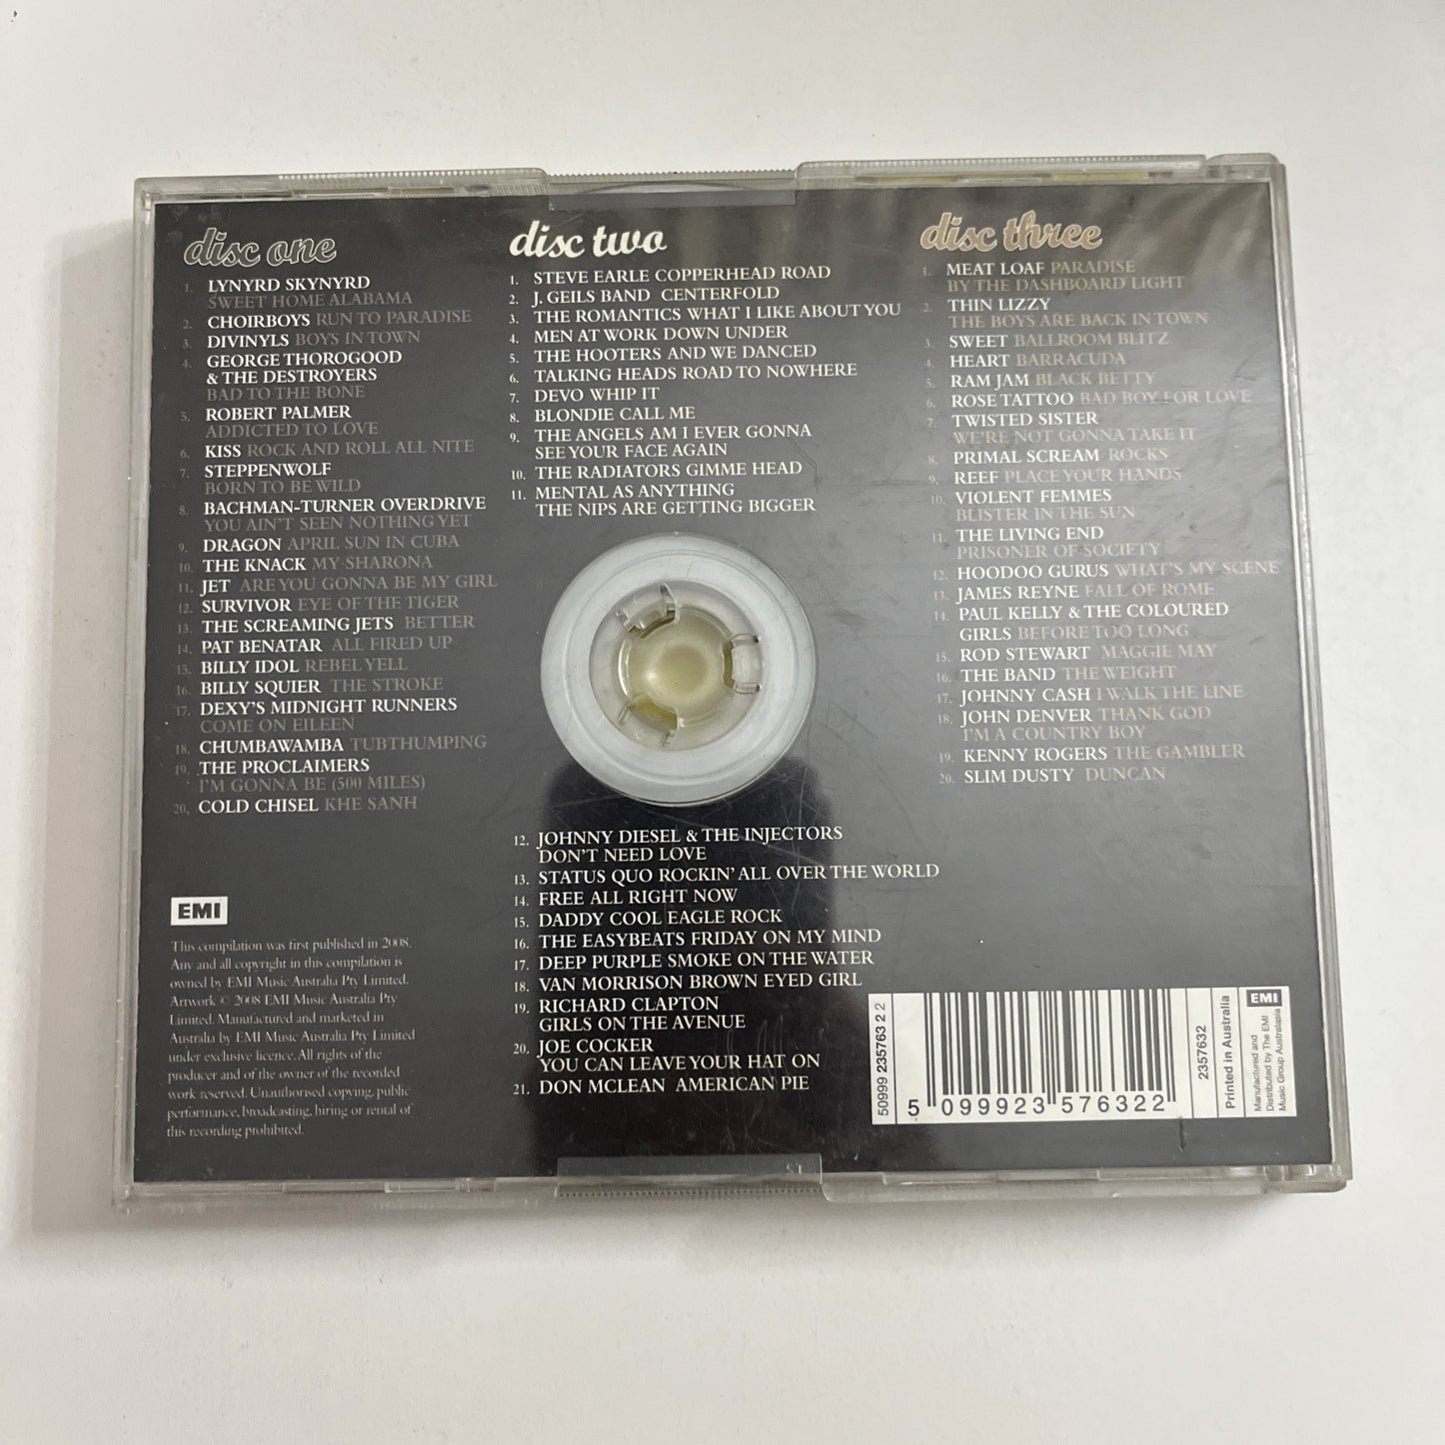 disc one
1. LYNYRD SKYNYRD
SWEET HOME ALABAMA
2. CHOIRBOYS RUN TO PARADISE
3. DIVINYLS BOYS IN TOWN
4. GEORGE THOROGOOD
& THE DESTROYERS
BAD TO THE BONE
5. ROBERT PALMER
ADDICTED TO LOVE
6. KISS ROCK AND ROLL ALL NITE
7. STEPPENWOLF
BORN TO BE WILD
8. BACHMAN-TURNER OVERDRIVE
YOU AIN'T SEEN NOTHING YET
9. DRAGON APRIL SUN IN CUBA
10. THE KNACK MY SHARONA
11. JET ARE YOU GONNA BE MY GIRL
12. SURVIVOR EYE OF THE TIGER
13. THE SCREAMING JETS BETTER
14. PAT BENATAR ALL FIRED UP
15. BILLY IDOL REBEL YELL
16. BILLY SQUIER THE STROKE
17. DEXY'S MIDNIGHT RUNNERS
COME ON EILEEN
18. CHUMBAWAMBA TUBTHUMPING
19. THE PROCLAIMERS
I'M GONNA BE (500 MILES)
20. COLD CHISEL KHE SANH
EMI
This compilation was first published in 2008.
Any and all copyright in this compilation is
owned by EMI Music Australia Pty Limited.
Artwork © 2008 EMI Music Australia Pty
Limited. Manufactured and marketed in
Australia by EMI Music Australia Pty Limited
under exclusive licence. All rights of the
producer and of the owner of the recorded
work reserved. Unauthorised copying, public
performance, broadcasting, hiring or rental of
this recording prohibited.
disc two
1. STEVE EARLE COPPERHEAD ROAD
2. J. GEILS BAND CENTERFOLD
3. THE ROMANTICS WHAT I LIKE ABOUT YOU
4. MEN AT WORK DOWN UNDER
5. THE HOOTERS AND WE DANCED
6. TALKING HEADS ROAD TO NOWHERE
7. DEVO WHIP IT
8. BLONDIE CALL ME
9. THE ANGELS AM I EVER GONNA
SEE YOUR FACE AGAIN
10. THE RADIATORS GIMME HEAD
11. MENTAL AS ANYTHING
THE NIPS ARE GETTING BIGGER
12. JOHNNY DIESEL & THE INJECTORS
DON'T NEED LOVE
13. STATUS QUO ROCKIN' ALL OVER THE WORLD
14. FREE ALL RIGHT NOW
15. DADDY COOL EAGLE ROCK
16. THE EASYBEATS FRIDAY ON MY MIND
17. DEEP PURPLE SMOKE ON THE WATER
18. VAN MORRISON BROWN EYED GIRL
19. RICHARD CLAPTON
GIRLS ON THE AVENUE
20. JOE COCKER
YOU CAN LEAVE YOUR HAT ON
21. DON MCLEAN AMERICAN PIE
disc three
1. MEAT LOAF PARADISE
BY THE DASHBOARD LIGHT
2. THIN LIZZY
THE BOYS ARE BACK IN TOWN
3. SWEET BALLROOM BLITZ
4. HEART BARRACUDA
5. RAM JAM BLACK BETTY
6. ROSE TATTOO BAD BOY FOR LOVE
7. TWISTED SISTER
WE'RE NOT GONNA TAKE IT
8. PRIMAL SCREAM ROCKS
9. REEF PLACE YOUR HANDS
10. VIOLENT FEMMES
BLISTER IN THE SUN
11. THE LIVING END
PRISONER OF SOCIETY
12. HOODOO GURUS WHAT'S MY SCENE
13. JAMES REYNE FALL OF ROME
14. PAUL KELLY & THE COLOURED
GIRLS BEFORE TOO LONG
15. ROD STEWART MAGGIE MAY
16. THE BAND THE WEIGHT
17. JOHNNY CASH I WALK THE LINE
18. JOHN DENVER THANK GOD
I'M A COUNTRY BOY
19. KENNY ROGERS THE GAMBLER
20. SLIM DUSTY DUNCAN
50999 235763 2 2
5 099923 576322
2357632
Printed in Australia
EMI
Manufactured and
Distributed by The EMI
Music Group Australasia